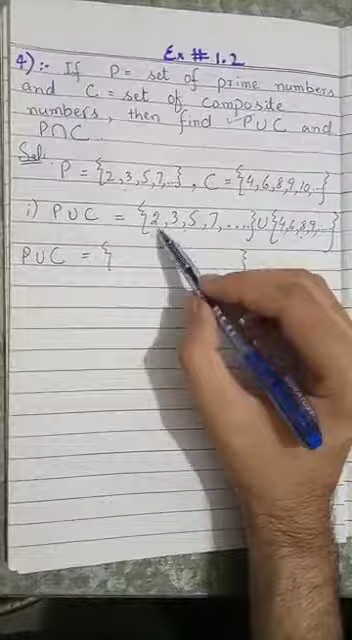 Ex # 1.2
4):- If P = set of prime numbers
and C = set of composite
numbers, then find PUC and
P∩C.
Sol:
P = {2,3,5,7,...}, C = {4,6,8,9,10,..}
i) PUC = {2,3,5,7,....}U{4,6,8,9,...}
PUC = { }